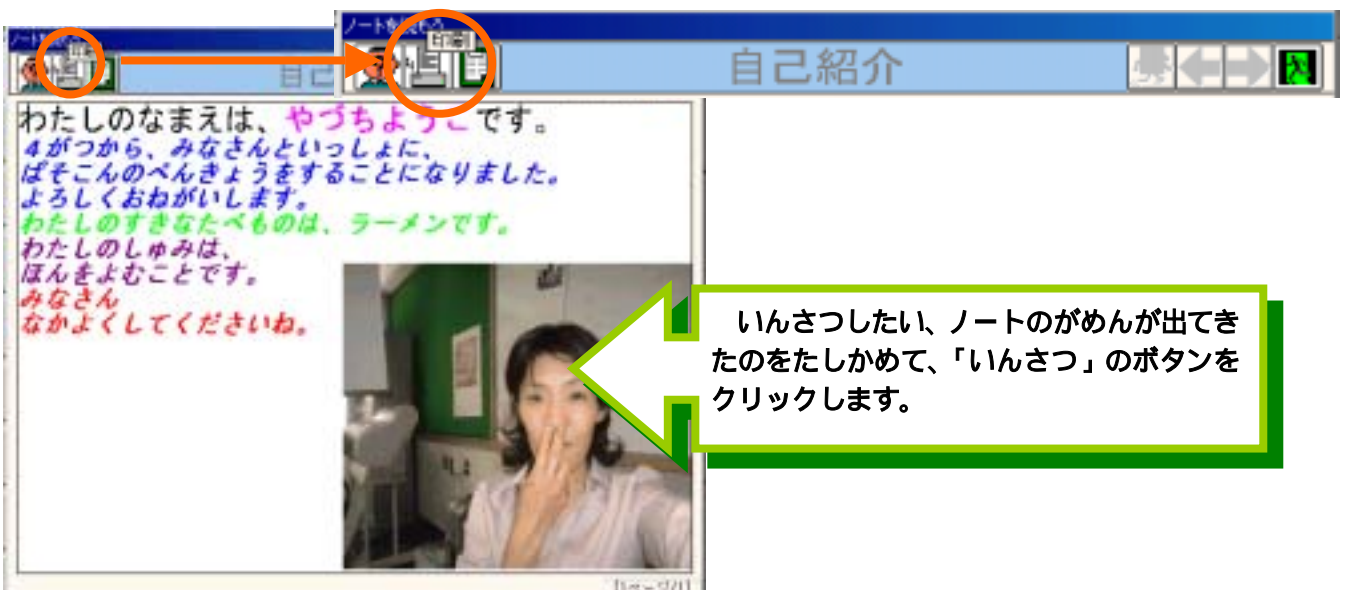 印刷
自己紹介
わたしのなまえは、やづちようこです。
4がつから、みなさんといっしょに、
ぱそこんのべんきょうをすることになりました。
よろしくおねがいします。
わたしのすきなたべものは、ラーメンです。
わたしのしゅみは、
ほんをよむことです。
みなさん
なかよくしてくださいね。
いんさつしたい、ノートのがめんが出てき
たのをたしかめて、「いんさつ」のボタンを
クリックします。